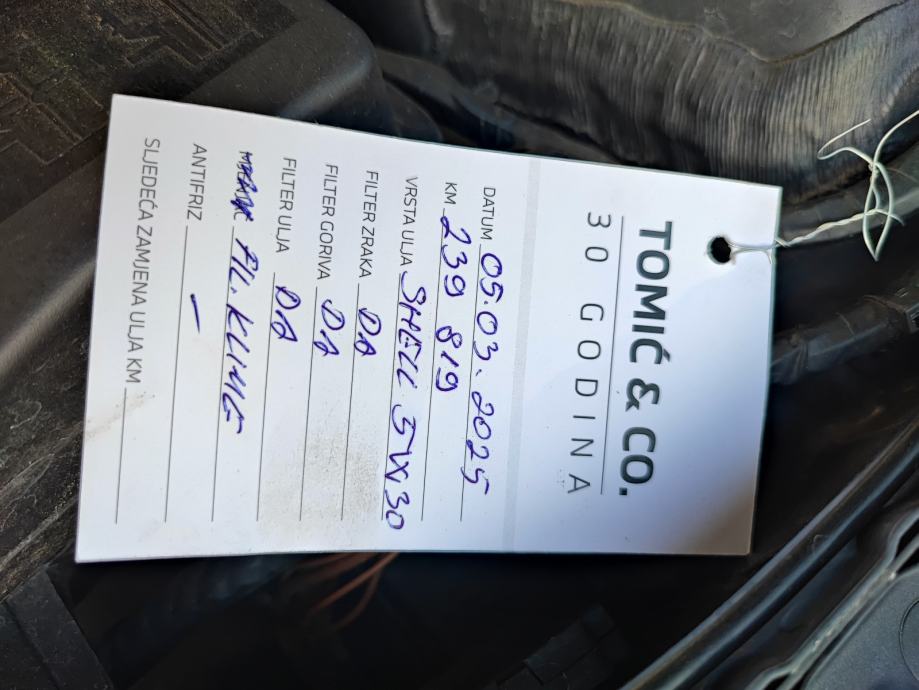 TOMIĆ & CO.
30 GODINA
DATUM 05.03.2025
KM 239 819
VRSTA ULJA SHELL 5W30
FILTER ZRAKA DA
FILTER GORIVA DA
FILTER ULJA DA
FIL. KLIME
ANTIFRIZ –
SLJEDEĆA ZAMJENA ULJA KM